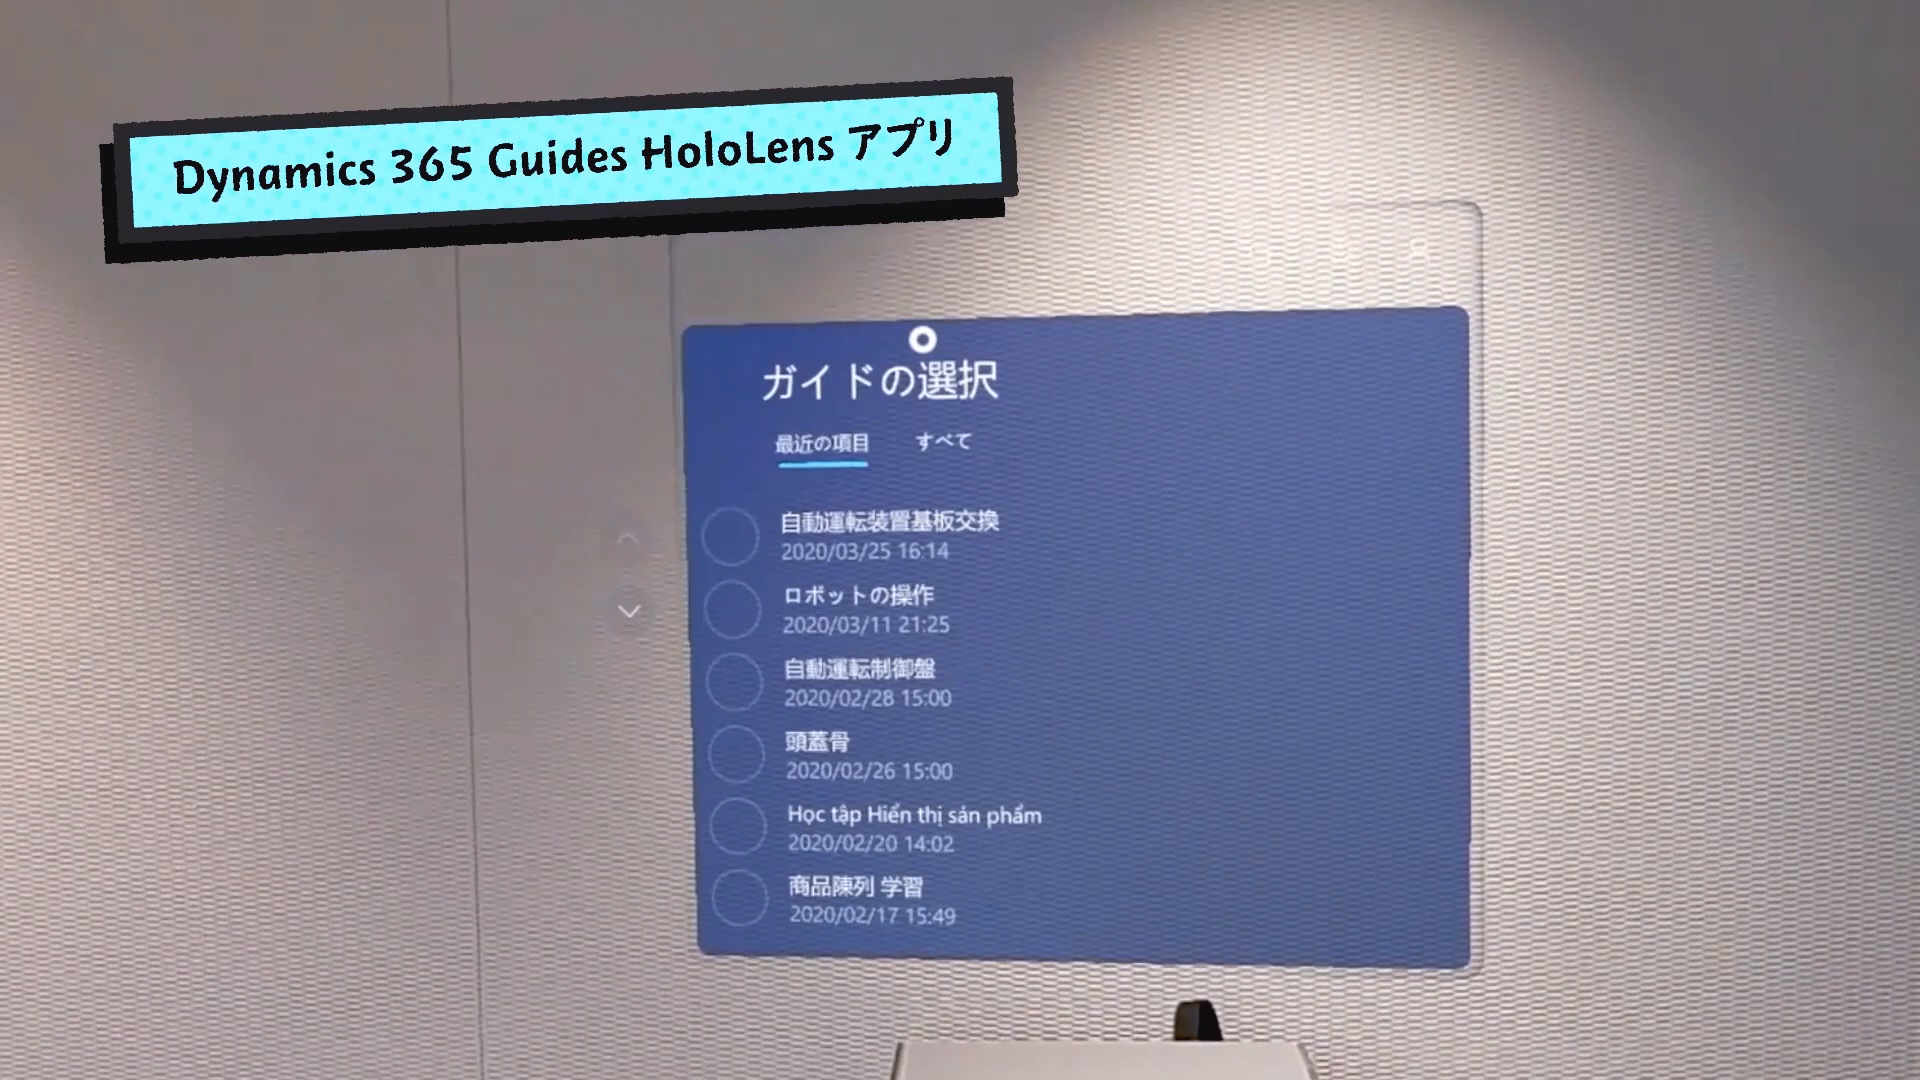 Dynamics 365 Guides HoloLens アプリ
ガイドの選択
最近の項目 すべて
自動運転装置基板交換
2020/03/25 16:14
ロボットの操作
2020/03/11 21:25
自動運転制御盤
2020/02/28 15:00
頭蓋骨
2020/02/26 15:00
Học tập Hiển thị sản phẩm
2020/02/20 14:02
商品陳列 学習
2020/02/17 15:49